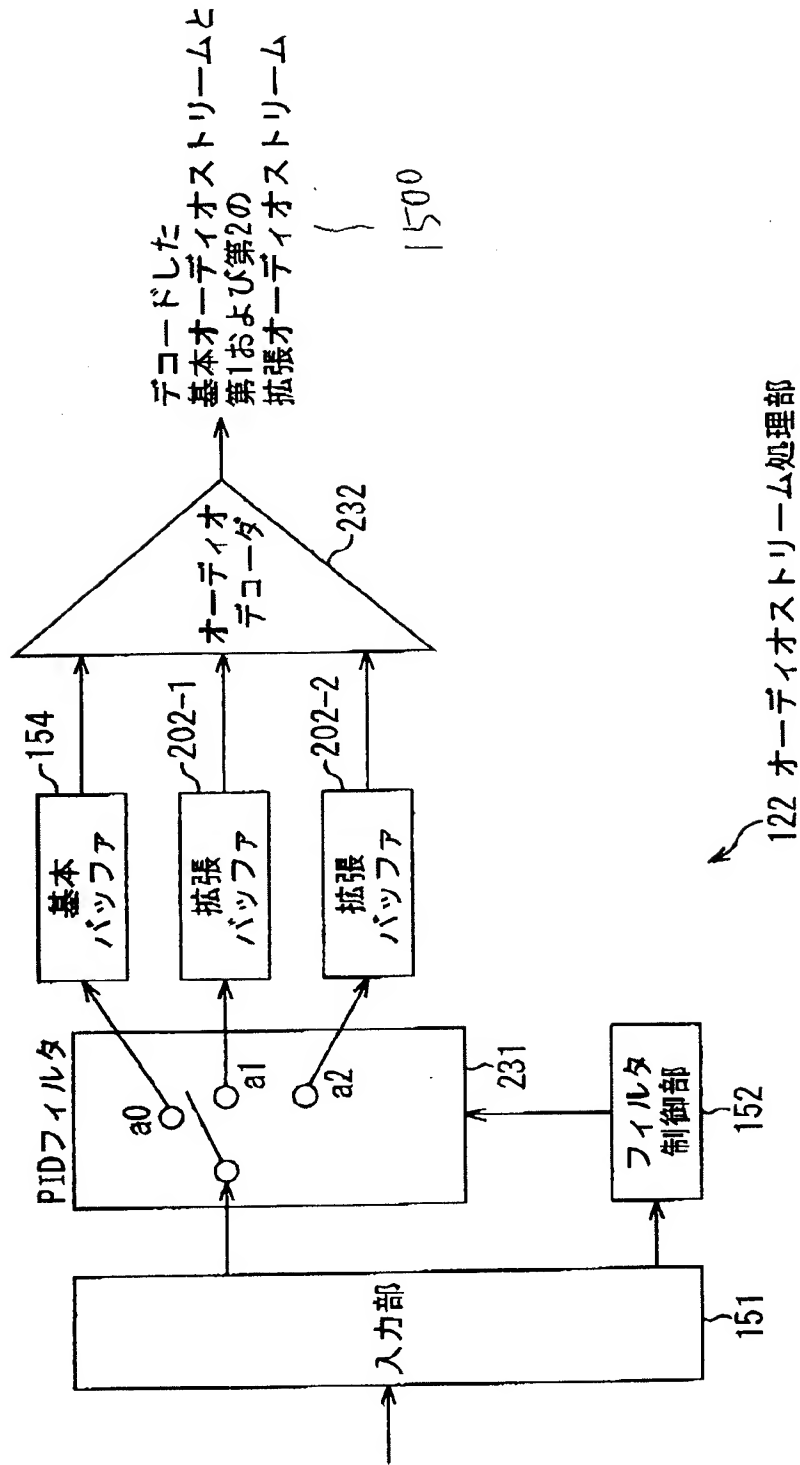 デコードした
基本オーディオストリームと
第1および第2の
拡張オーディオストリーム
1500
オーディオ
デコーダ
232
154
基本
バッファ
202-1
拡張
バッファ
202-2
拡張
バッファ
PIDフィルタ
a0
a1
a2
231
フィルタ
制御部
152
入力部
151
122 オーディオストリーム処理部